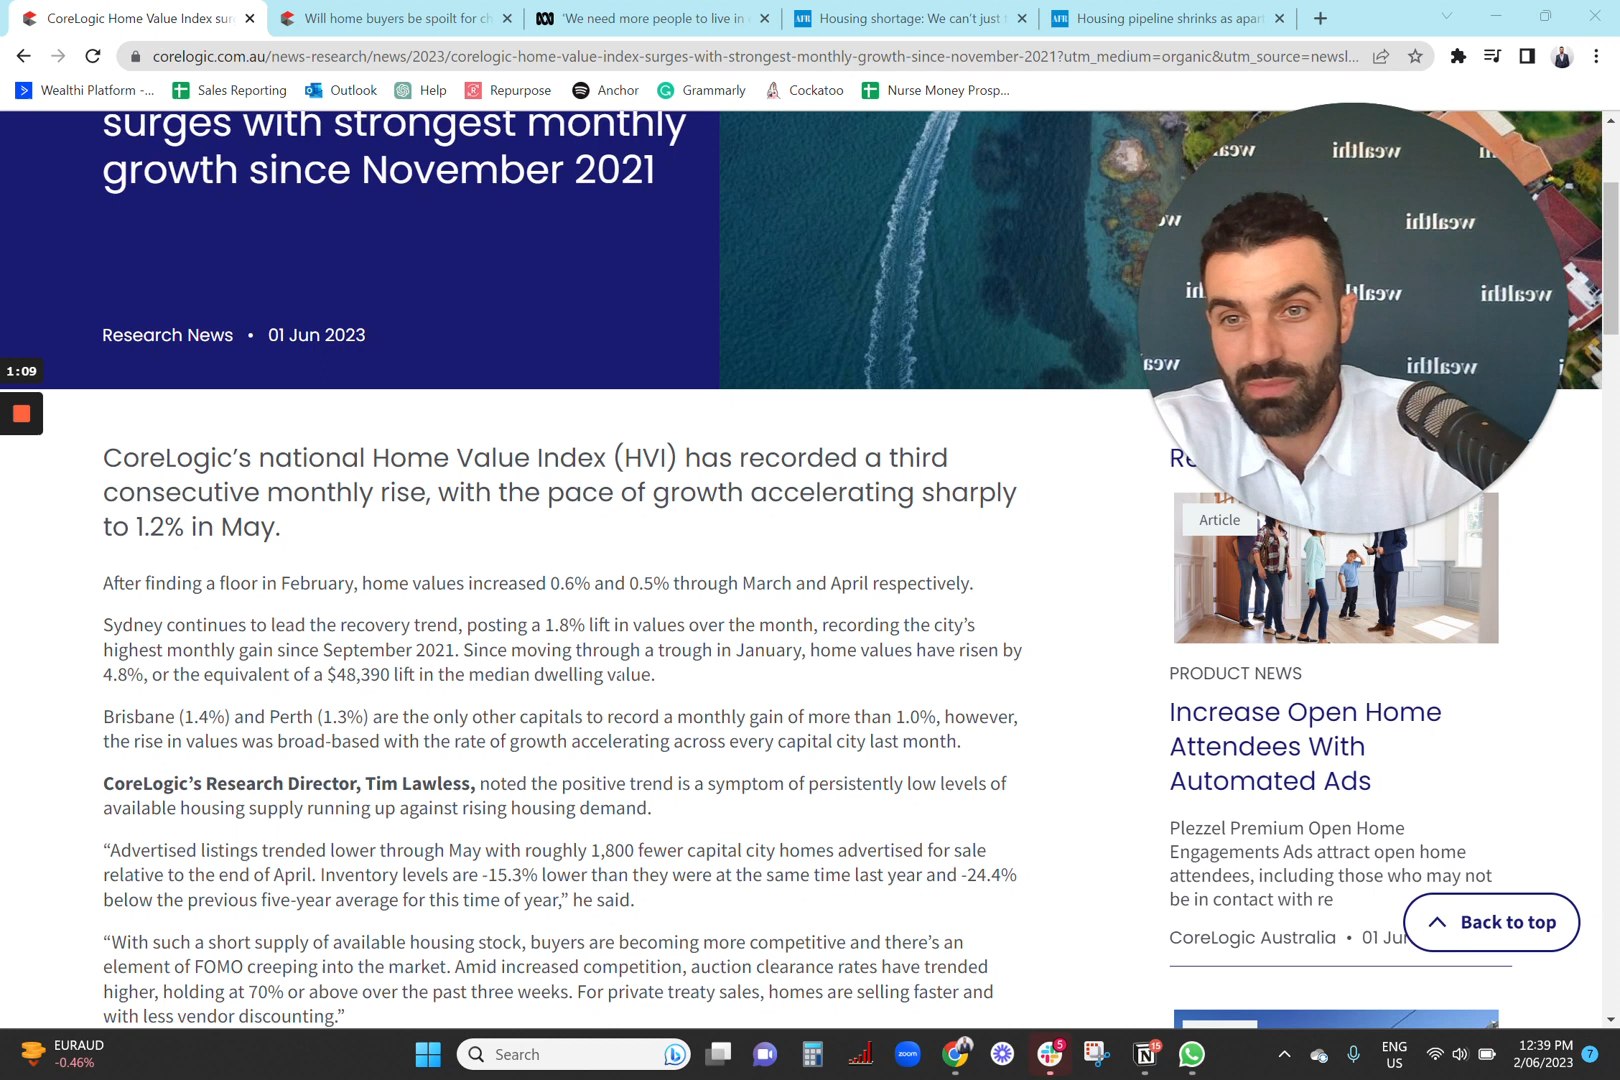 CoreLogic Home Value Index sur
Will home buyers be spoilt for ch
'We need more people to live in
AFR
Housing shortage: We can't just
AFR
Housing pipeline shrinks as apar
corelogic.com.au/news-research/news/2023/corelogic-home-value-index-surges-with-strongest-monthly-growth-since-november-2021?utm_medium=organic&utm_source=newsl...
Wealthi Platform -...
Sales Reporting
Outlook
Help
Repurpose
Anchor
Grammarly
Cockatoo
Nurse Money Prosp...
surges with strongest monthly
growth since November 2021
Research News • 01 Jun 2023
1:09
wealthi
wealthi
wealthi
wealthi
wealthi
CoreLogic's national Home Value Index (HVI) has recorded a third
consecutive monthly rise, with the pace of growth accelerating sharply
to 1.2% in May.
After finding a floor in February, home values increased 0.6% and 0.5% through March and April respectively.
Sydney continues to lead the recovery trend, posting a 1.8% lift in values over the month, recording the city's
highest monthly gain since September 2021. Since moving through a trough in January, home values have risen by
4.8%, or the equivalent of a $48,390 lift in the median dwelling value.
Brisbane (1.4%) and Perth (1.3%) are the only other capitals to record a monthly gain of more than 1.0%, however,
the rise in values was broad-based with the rate of growth accelerating across every capital city last month.
CoreLogic's Research Director, Tim Lawless, noted the positive trend is a symptom of persistently low levels of
available housing supply running up against rising housing demand.
“Advertised listings trended lower through May with roughly 1,800 fewer capital city homes advertised for sale
relative to the end of April. Inventory levels are -15.3% lower than they were at the same time last year and -24.4%
below the previous five-year average for this time of year,” he said.
“With such a short supply of available housing stock, buyers are becoming more competitive and there's an
element of FOMO creeping into the market. Amid increased competition, auction clearance rates have trended
higher, holding at 70% or above over the past three weeks. For private treaty sales, homes are selling faster and
with less vendor discounting.”
Article
PRODUCT NEWS
Increase Open Home
Attendees With
Automated Ads
Plezzel Premium Open Home
Engagements Ads attract open home
attendees, including those who may not
be in contact with re
CoreLogic Australia • 01 Ju
Back to top
EURAUD
-0.46%
Search
zoom
5
15
ENG
US
12:39 PM
2/06/2023
7